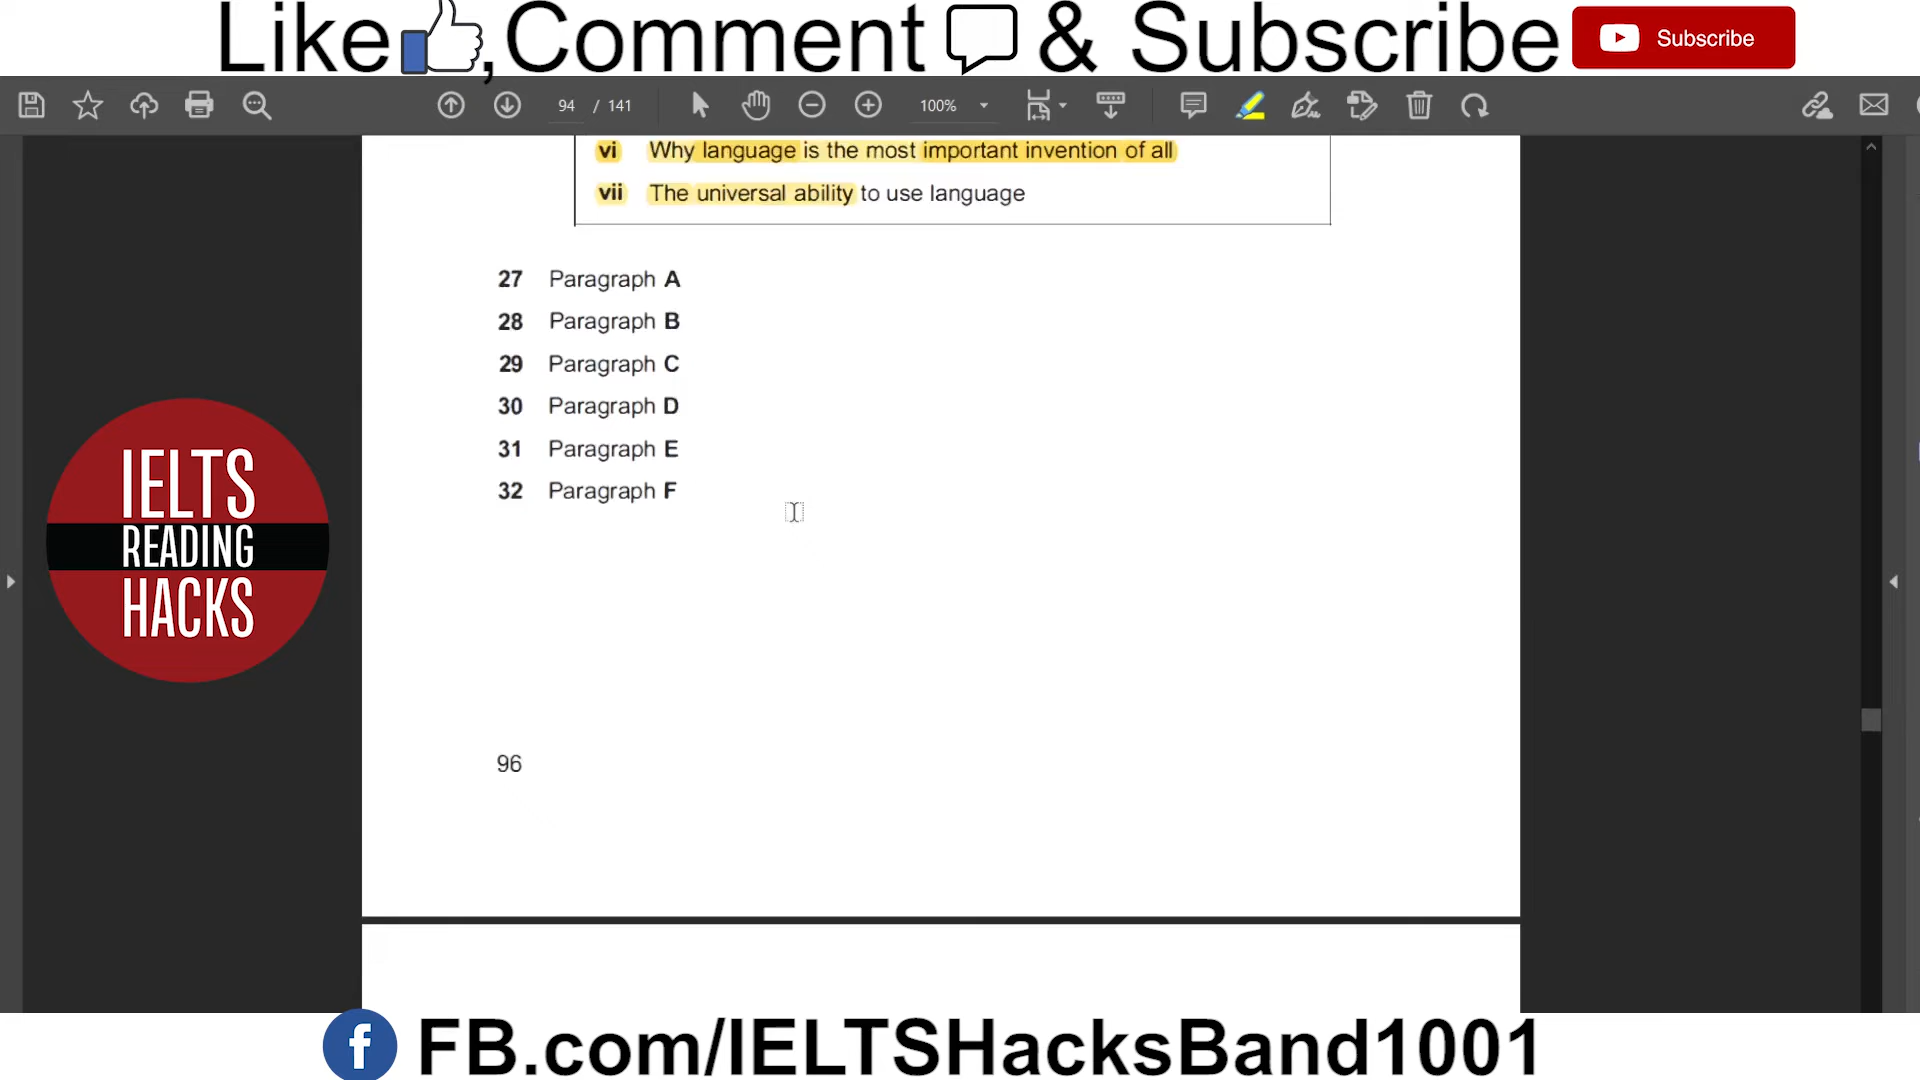 Like, Comment & Subscribe Subscribe
94 / 141 100%
vi Why language is the most important invention of all
vii The universal ability to use language
27 Paragraph A
28 Paragraph B
29 Paragraph C
30 Paragraph D
31 Paragraph E
32 Paragraph F
IELTS
READING
HACKS
96
f FB.com/IELTSHacksBand1001